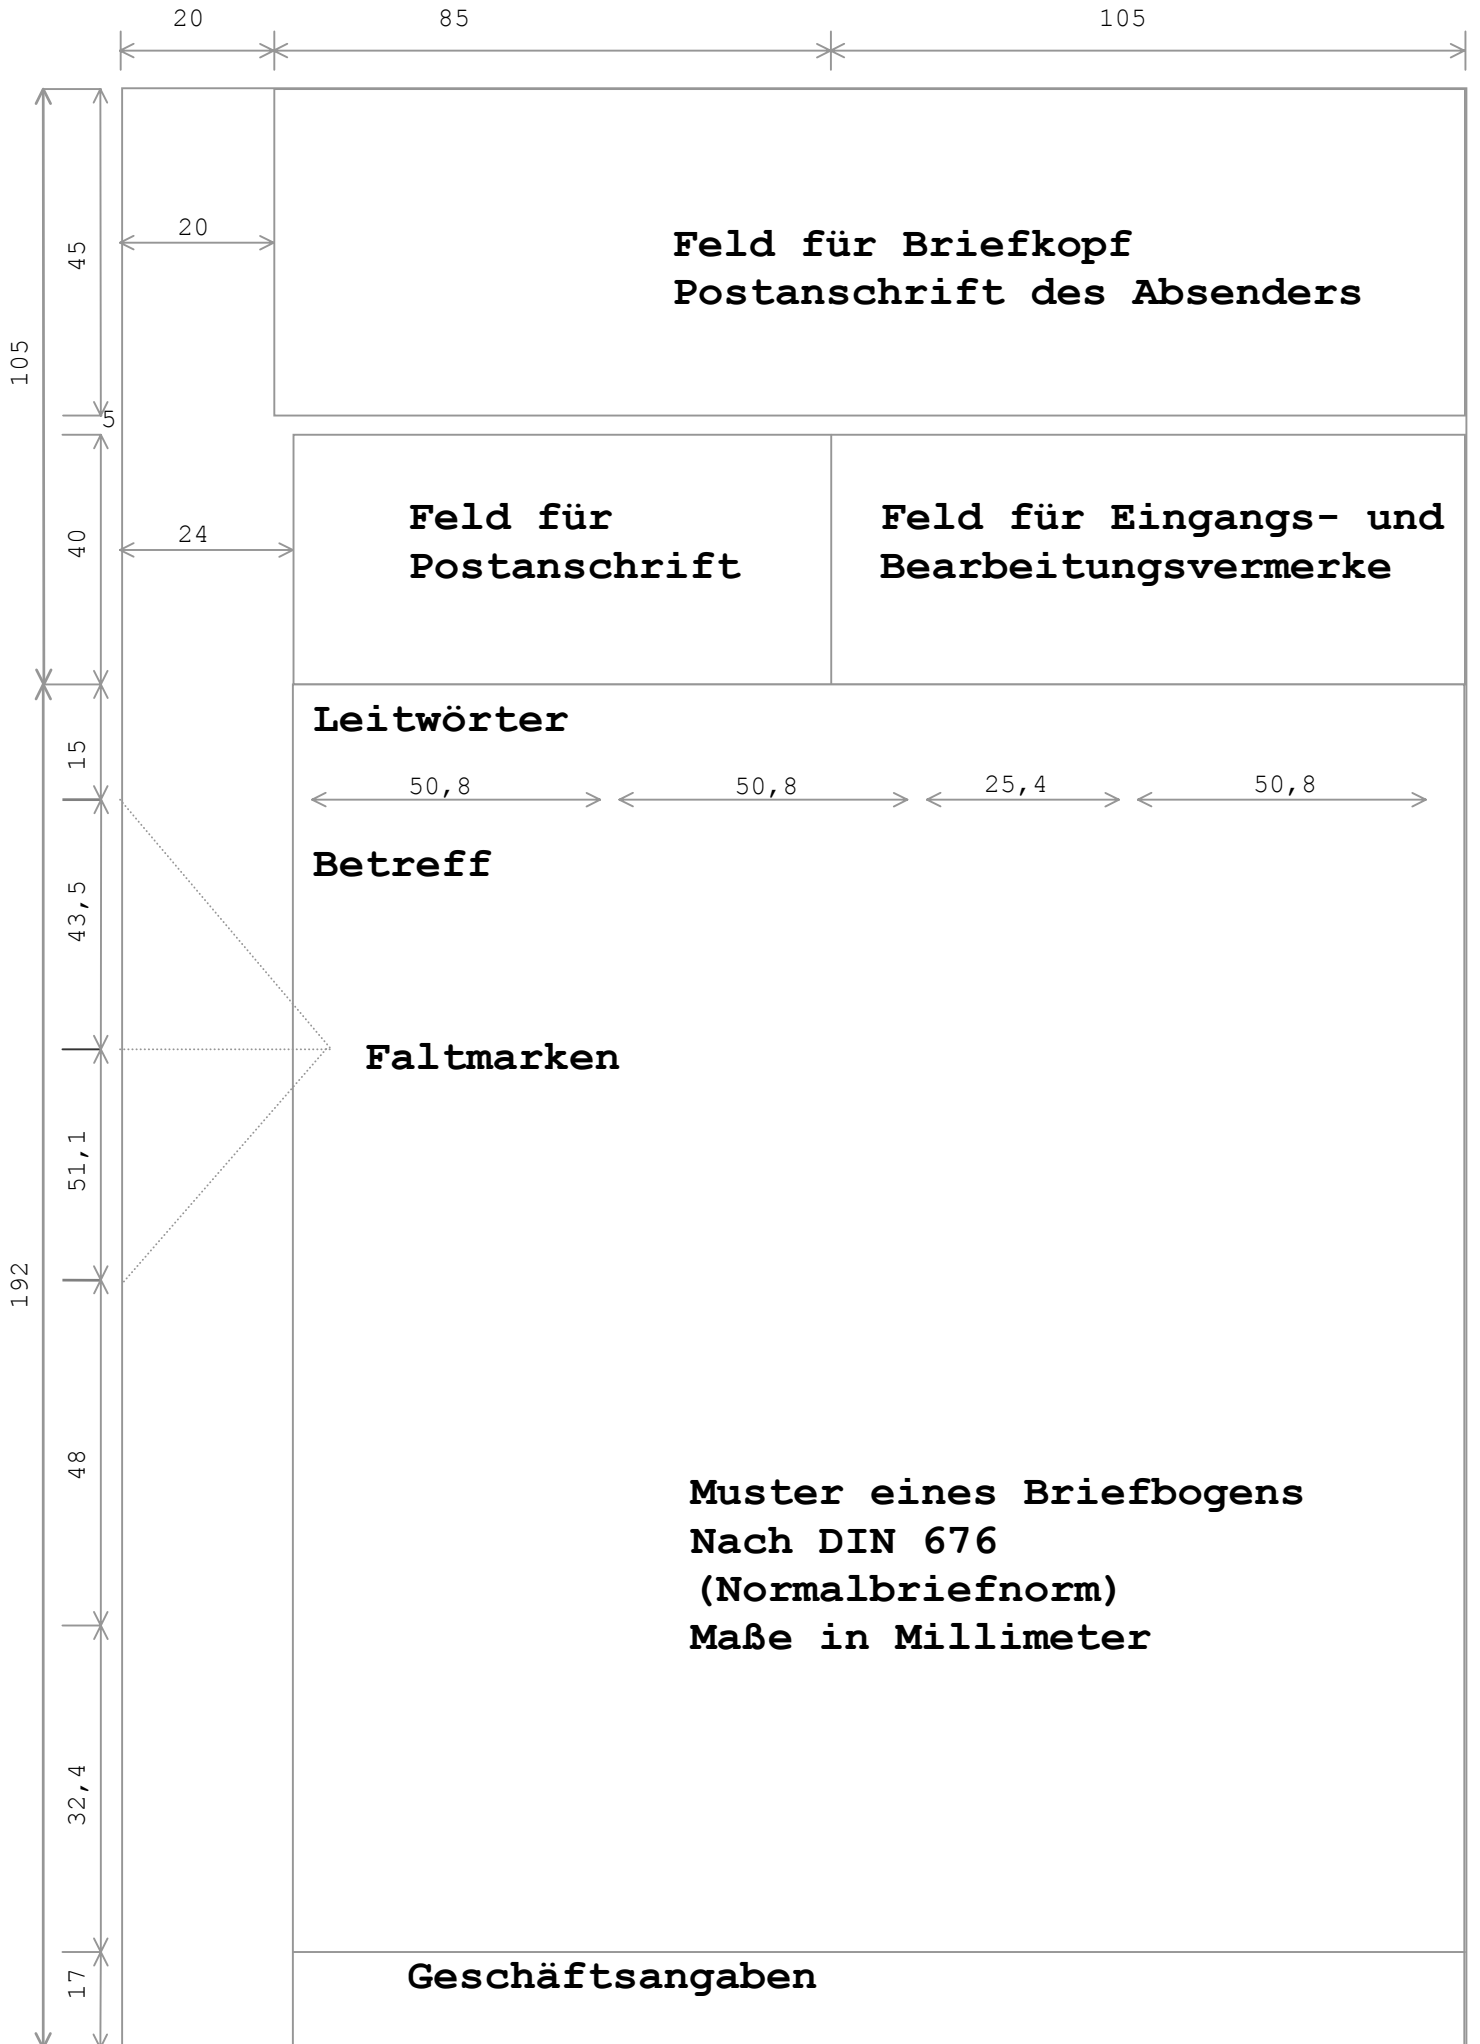 20 85 105
20
45
Feld für Briefkopf
Postanschrift des Absenders
105
5
40
24
Feld für
Postanschrift
Feld für Eingangs- und
Bearbeitungsvermerke
Leitwörter
15
50,8 50,8 25,4 50,8
Betreff
43,5
Faltmarken
51,1
192
48
Muster eines Briefbogens
Nach DIN 676
(Normalbriefnorm)
Maße in Millimeter
32,4
Geschäftsangaben
17